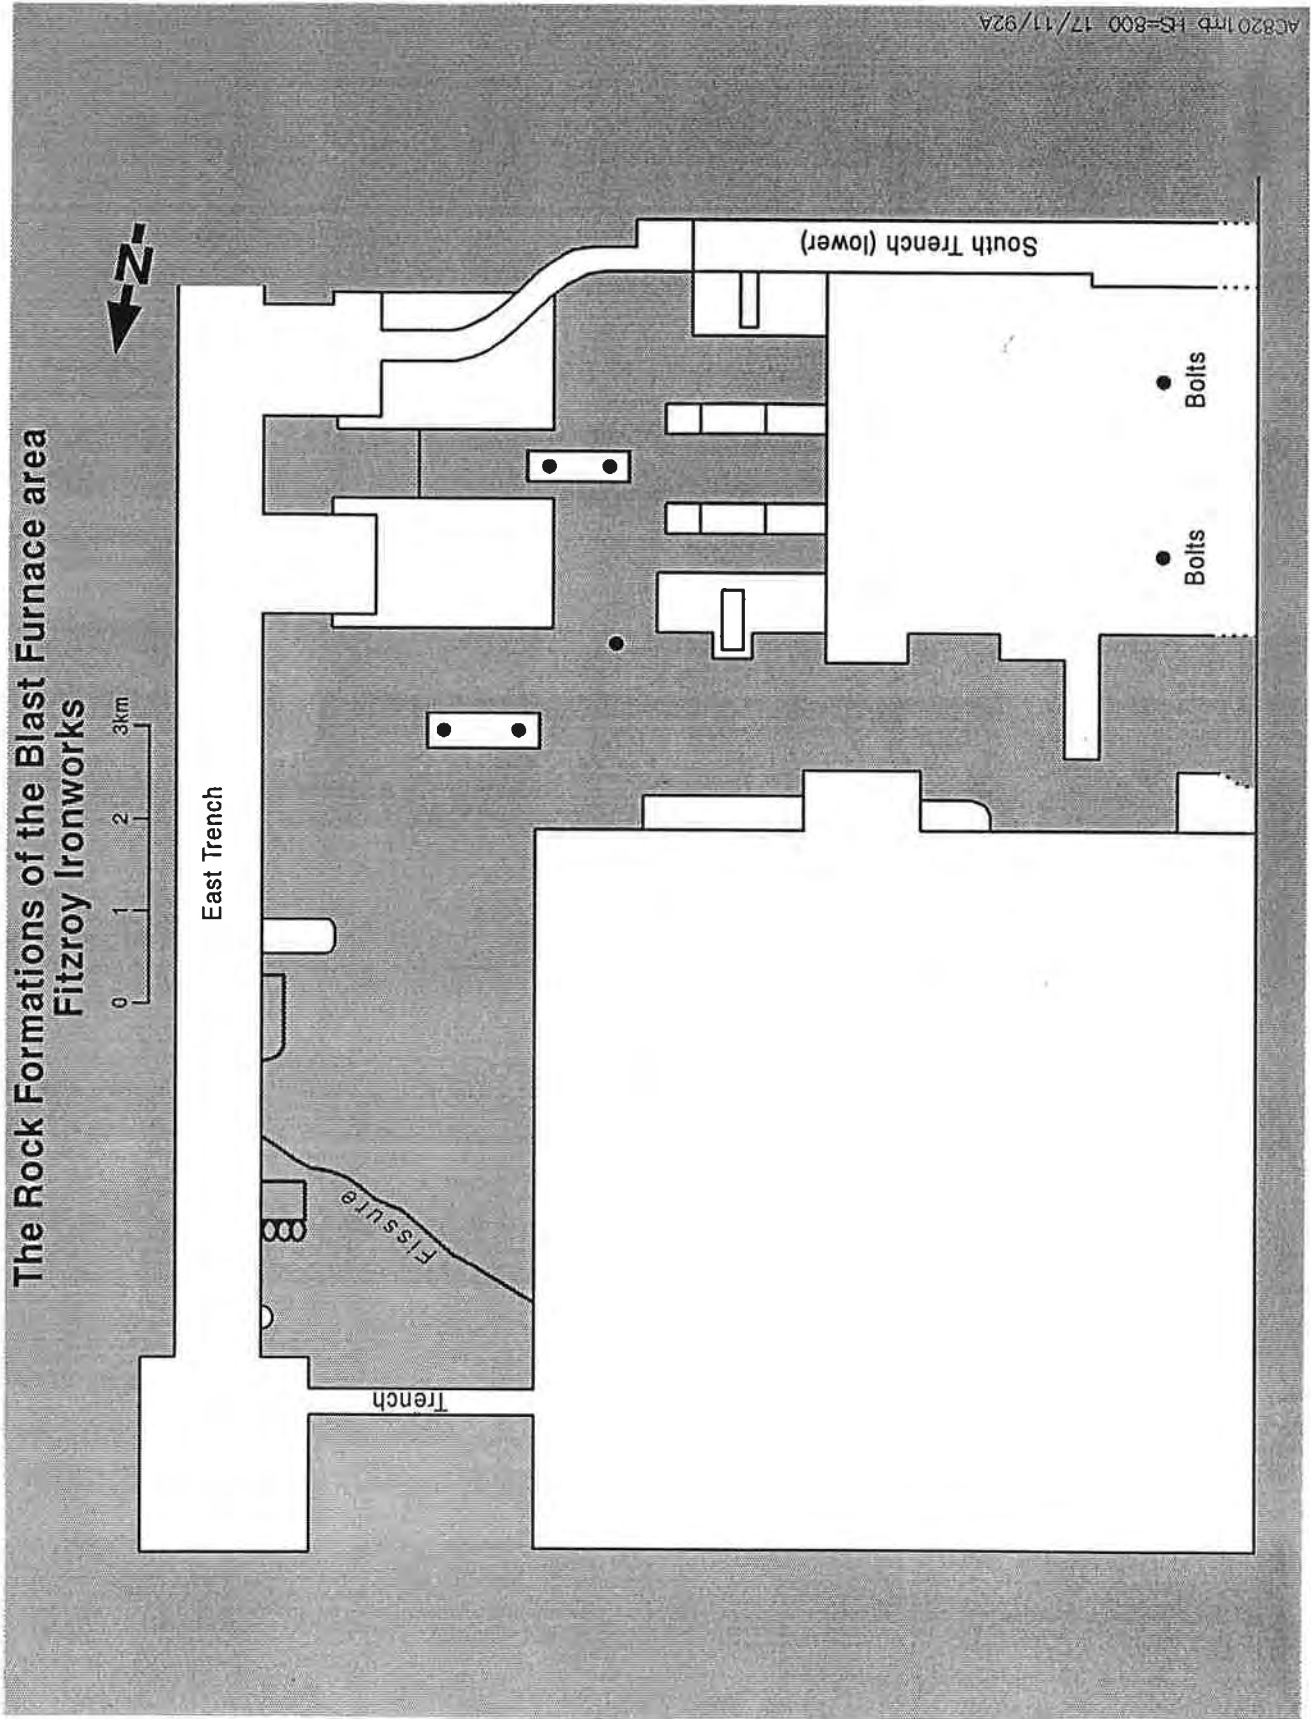 The Rock Formations of the Blast Furnace area
Fitzroy Ironworks
0 1 2 3km
N
East Trench
South Trench (lower)
Bolts
Bolts
Fissure
Trench
AC8201mb HS=800 17/11/92A